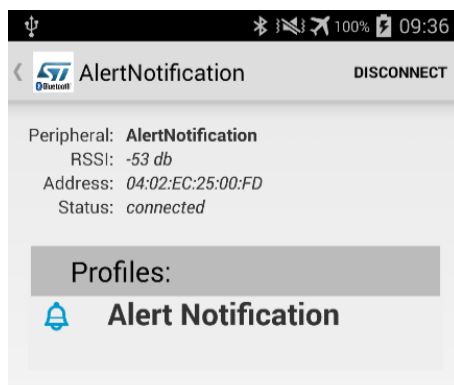 100% 09:36
ST Bluetooth AlertNotification DISCONNECT
Peripheral: AlertNotification
RSSI: -53 db
Address: 04:02:EC:25:00:FD
Status: connected
Profiles:
Alert Notification